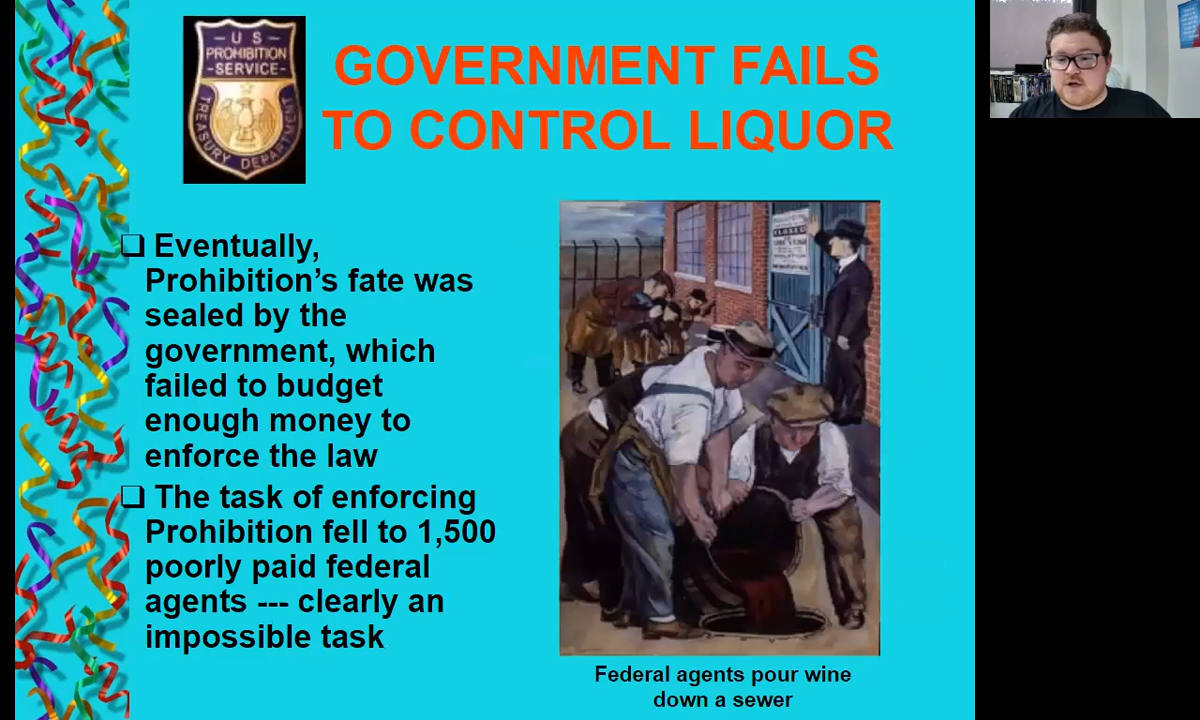 - U S -
PROHIBITION
-SERVICE-
TREASURY DEPARTMENT
GOVERNMENT FAILS
TO CONTROL LIQUOR
❑ Eventually,
Prohibition’s fate was
sealed by the
government, which
failed to budget
enough money to
enforce the law
❑ The task of enforcing
Prohibition fell to 1,500
poorly paid federal
agents --- clearly an
impossible task
CLOSED
VIOLATION
Federal agents pour wine
down a sewer